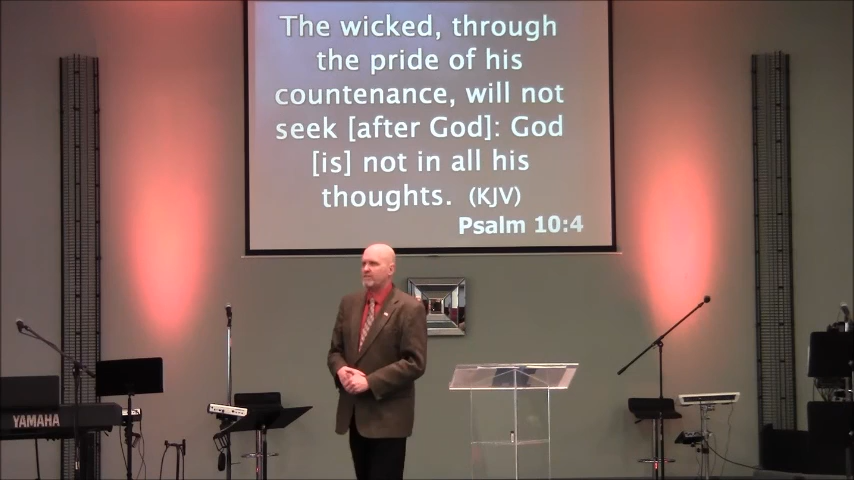 The wicked, through
the pride of his
countenance, will not
seek [after God]: God
[is] not in all his
thoughts. (KJV)
Psalm 10:4
YAMAHA